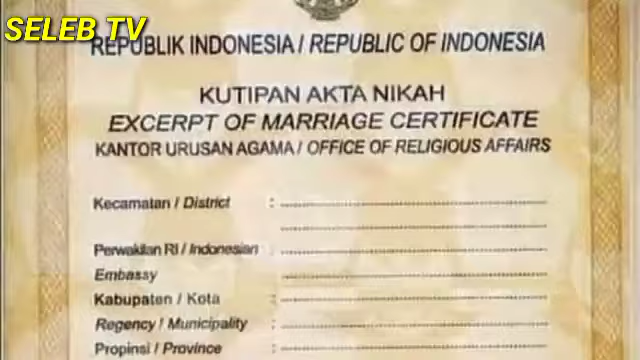 SELEB TV
REPUBLIK INDONESIA / REPUBLIC OF INDONESIA
KUTIPAN AKTA NIKAH
EXCERPT OF MARRIAGE CERTIFICATE
KANTOR URUSAN AGAMA / OFFICE OF RELIGIOUS AFFAIRS
Kecamatan / District :
Perwakilan RI / Indonesian :
Embassy
Kabupaten / Kota :
Regency / Municipality :
Propinsi / Province :